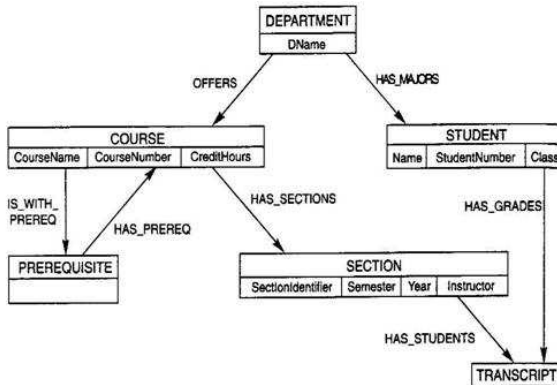 DEPARTMENT
DName
OFFERS
HAS_MAJORS
COURSE
CourseName CourseNumber CreditHours
STUDENT
Name StudentNumber Class
IS_WITH_
PREREQ
HAS_PREREQ
HAS_SECTIONS
HAS_GRADES
PREREQUISITE
SECTION
SectionIdentifier Semester Year Instructor
HAS_STUDENTS
TRANSCRIPT